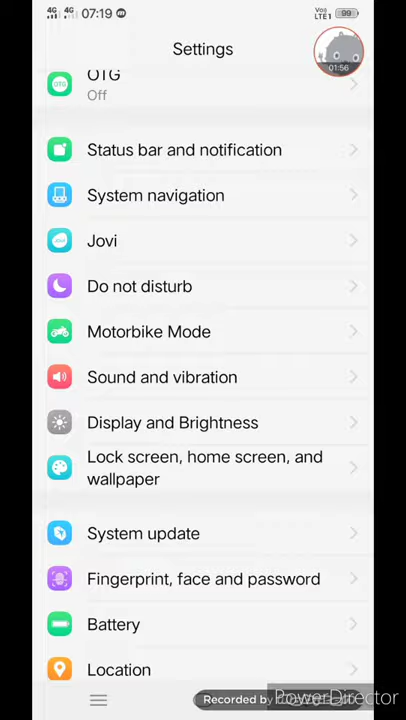 4G 4G 07:19
VoLTE1 99
Settings
01:56
OTG
Off
Status bar and notification
System navigation
Jovi
Do not disturb
Motorbike Mode
Sound and vibration
Display and Brightness
Lock screen, home screen, and
wallpaper
System update
Fingerprint, face and password
Battery
Location
Recorded by
PowerDirector